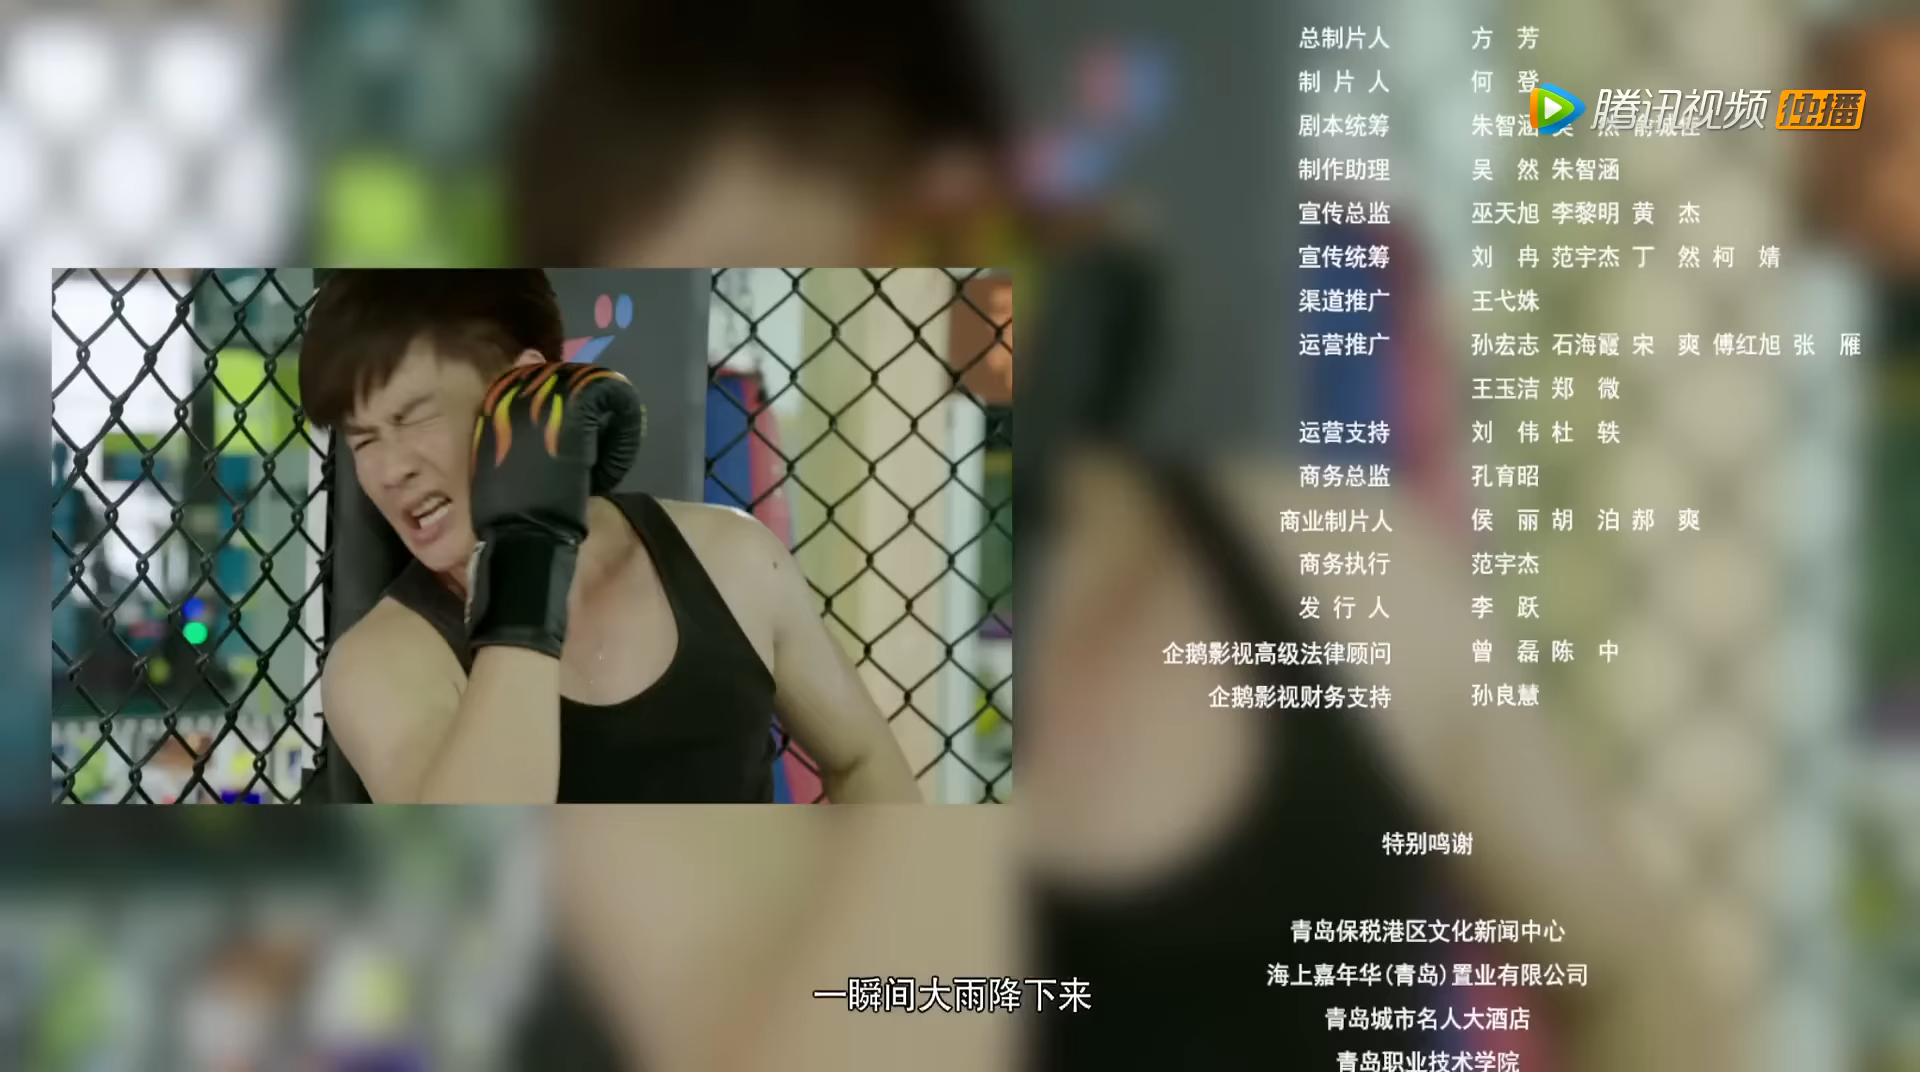 总制片人 方 芳
制 片 人 何 登
腾讯视频 独播
剧本统筹 朱智涵 吴 然
制作助理 吴 然 朱智涵
宣传总监 巫天旭 李黎明 黄 杰
宣传统筹 刘 冉 范宇杰 丁 然 柯 婧
渠道推广 王弋姝
运营推广 孙宏志 石海霞 宋 爽 傅红旭 张 雁
王玉洁 郑 微
运营支持 刘 伟 杜 轶
商务总监 孔育昭
商业制片人 侯 丽 胡 泊 郝 爽
商务执行 范宇杰
发 行 人 李 跃
企鹅影视高级法律顾问 曾 磊 陈 中
企鹅影视财务支持 孙良慧
特别鸣谢
青岛保税港区文化新闻中心
海上嘉年华(青岛)置业有限公司
青岛城市名人大酒店
青岛职业技术学院
一瞬间大雨降下来